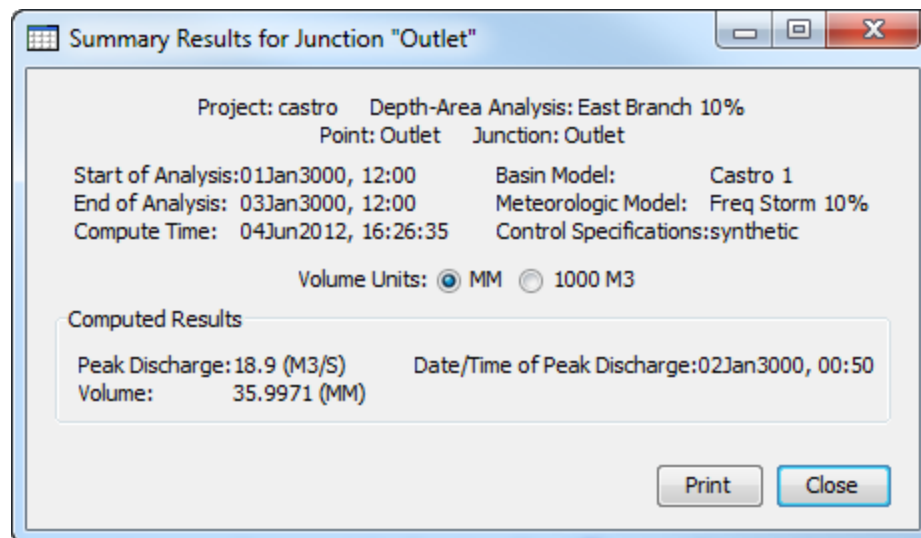 Summary Results for Junction "Outlet"
Project: castro Depth-Area Analysis: East Branch 10%
Point: Outlet Junction: Outlet
Start of Analysis:01Jan3000, 12:00 Basin Model: Castro 1
End of Analysis: 03Jan3000, 12:00 Meteorologic Model: Freq Storm 10%
Compute Time: 04Jun2012, 16:26:35 Control Specifications:synthetic
Volume Units: MM 1000 M3
Computed Results
Peak Discharge:18.9 (M3/S) Date/Time of Peak Discharge:02Jan3000, 00:50
Volume: 35.9971 (MM)
Print Close